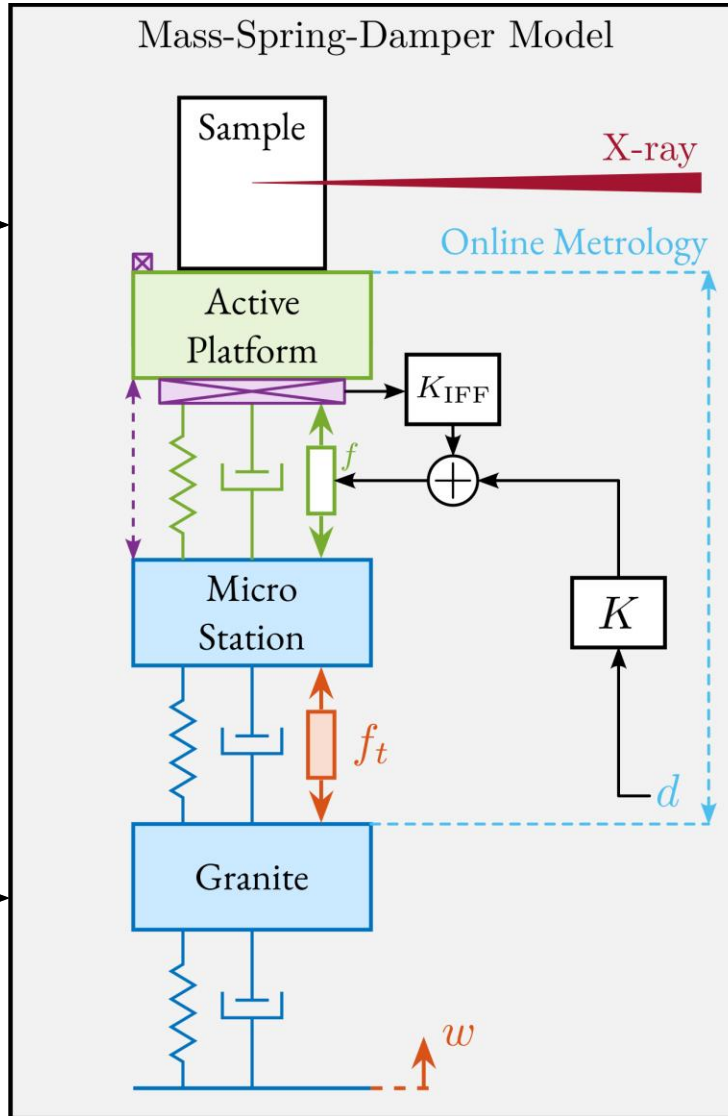 Mass-Spring-Damper Model
Sample
X-ray
Online Metrology
Active
Platform
K_IFF
f
Micro
Station
K
f_t
d
Granite
w